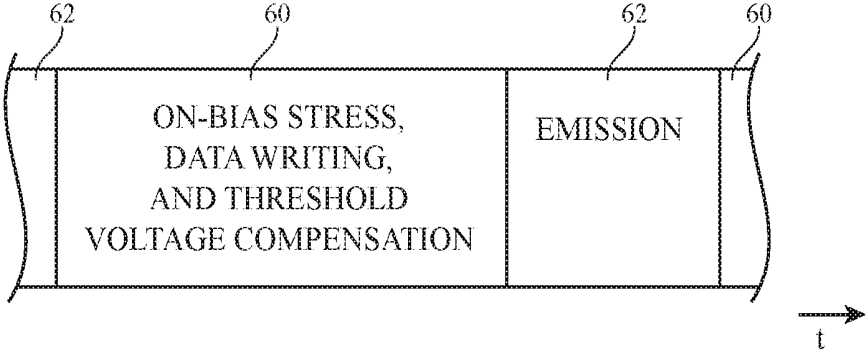 62 60 62 60
ON-BIAS STRESS,
DATA WRITING,
AND THRESHOLD
VOLTAGE COMPENSATION
EMISSION
t